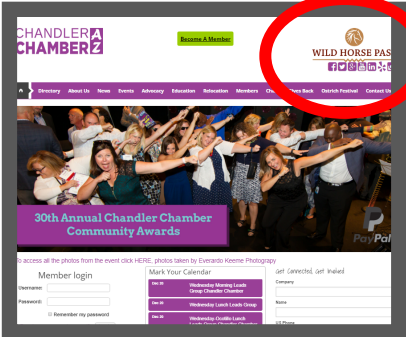 CHANDLER AZ
CHAMBER
Become A Member
WILD HORSE PAS
Directory About Us News Events Advocacy Education Relocation Members Gives Back Ostrich Festival Contact Us
30th Annual Chandler Chamber
Community Awards
PayPal
To access all the photos from the event click HERE, photos taken by Everardo Keeme Photograpy
Member login
Username:
Password:
Remember my password
Mark Your Calendar
Dec 20
Wednesday Morning Leads
Group Chandler Chamber
Dec 20
Wednesday Lunch Leads Group
Dec 20
Wednesday Ocotillo Lunch
Leads Group Chandler Chamber
Get Connected, Get Involved
Company
Name
US Phone